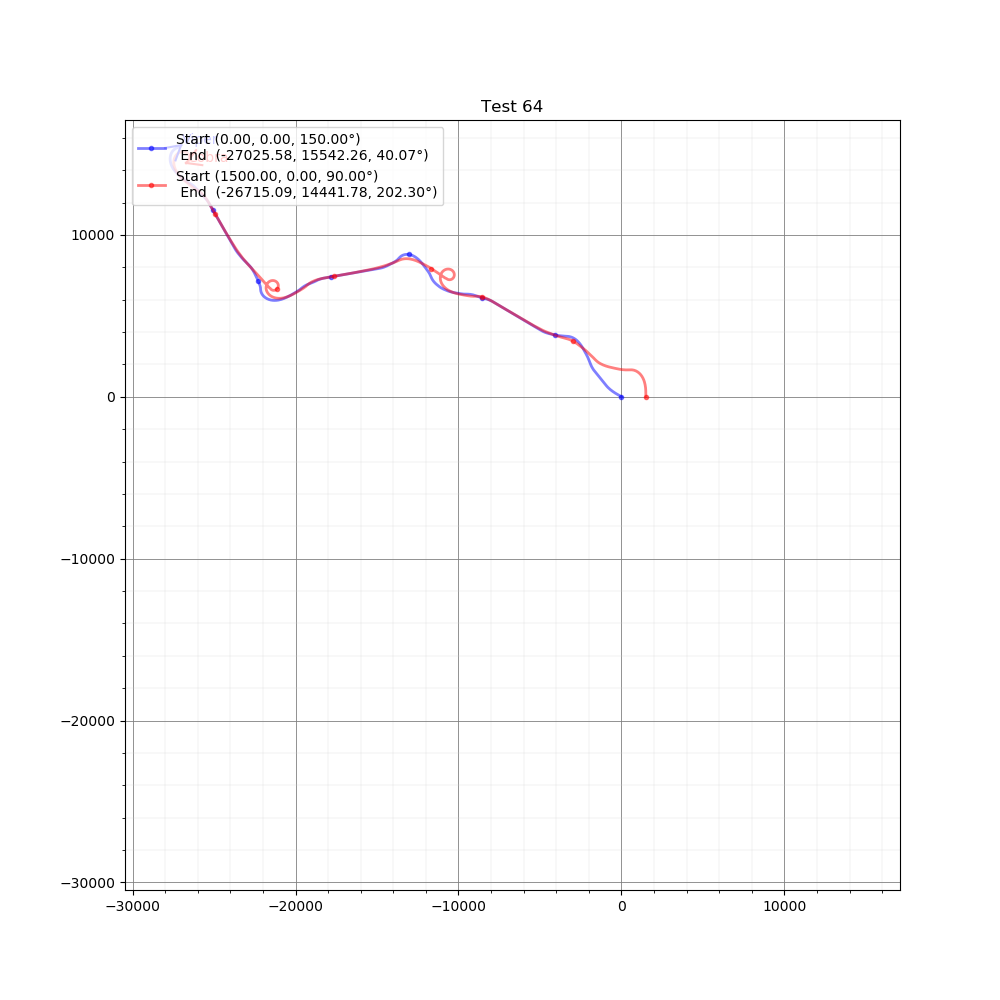 Test 64
Start (0.00, 0.00, 150.00°)
End (-27025.58, 15542.26, 40.07°)
Start (1500.00, 0.00, 90.00°)
End (-26715.09, 14441.78, 202.30°)
10000
0
−10000
−20000
−30000
−30000 −20000 −10000 0 10000